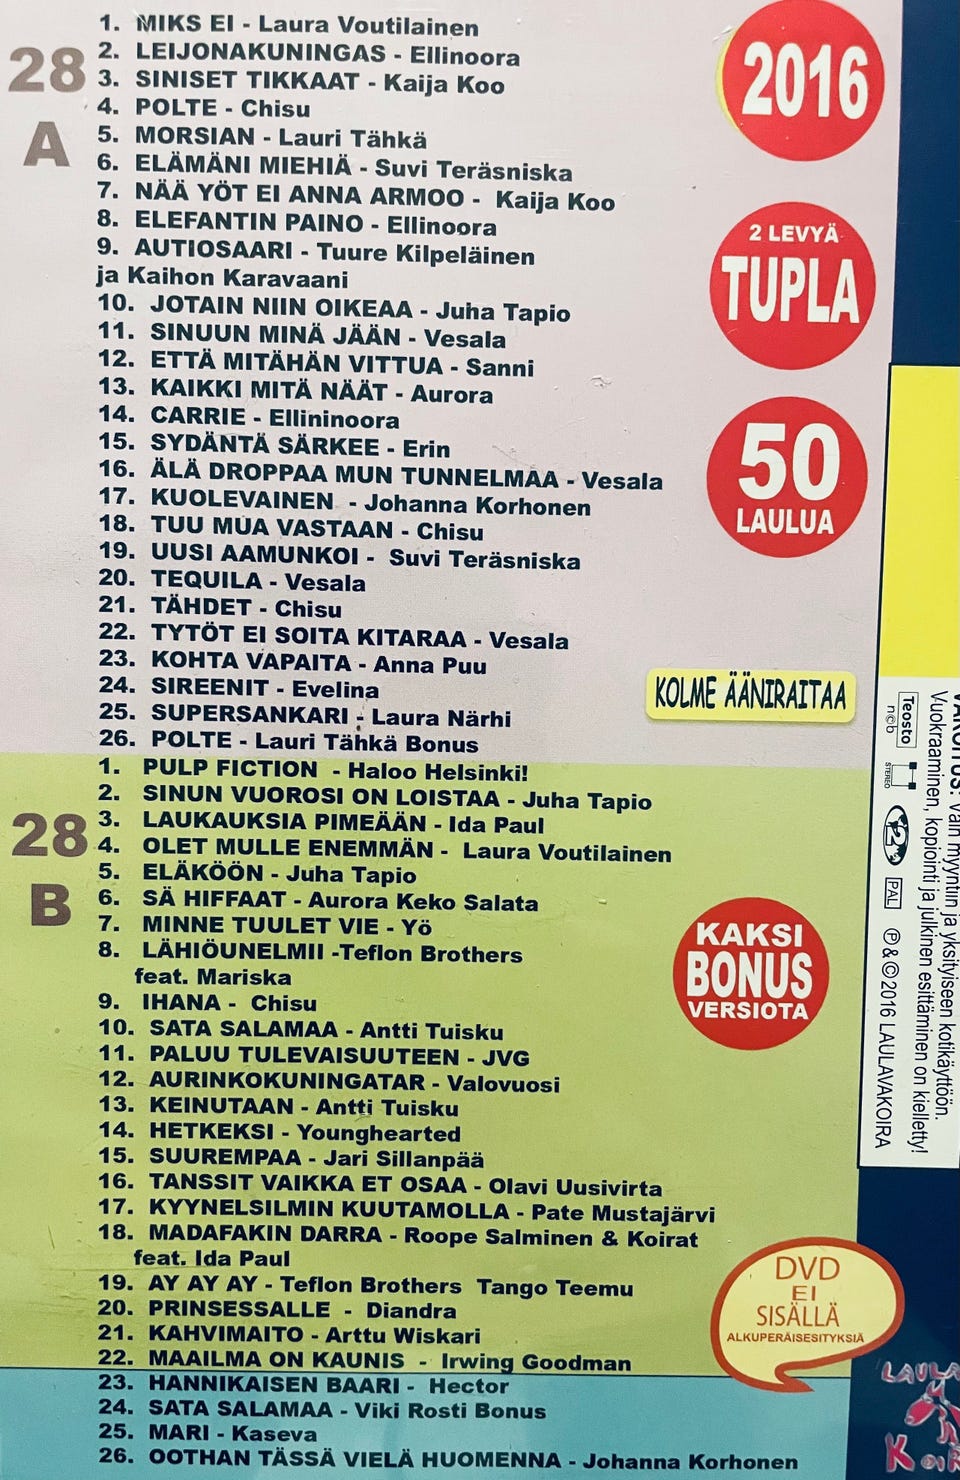 28
A
1. MIKS EI - Laura Voutilainen
2. LEIJONAKUNINGAS - Ellinoora
3. SINISET TIKKAAT - Kaija Koo
4. POLTE - Chisu
5. MORSIAN - Lauri Tähkä
6. ELÄMÄNI MIEHIÄ - Suvi Teräsniska
7. NÄÄ YÖT EI ANNA ARMOO - Kaija Koo
8. ELEFANTIN PAINO - Ellinoora
9. AUTIOSAARI - Tuure Kilpeläinen
ja Kaihon Karavaani
10. JOTAIN NIIN OIKEAA - Juha Tapio
11. SINUUN MINÄ JÄÄN - Vesala
12. ETTÄ MITÄHÄN VITTUA - Sanni
13. KAIKKI MITÄ NÄÄT - Aurora
14. CARRIE - Ellininoora
15. SYDÄNTÄ SÄRKEE - Erin
16. ÄLÄ DROPPAA MUN TUNNELMAA - Vesala
17. KUOLEVAINEN - Johanna Korhonen
18. TUU MUA VASTAAN - Chisu
19. UUSI AAMUNKOI - Suvi Teräsniska
20. TEQUILA - Vesala
21. TÄHDET - Chisu
22. TYTÖT EI SOITA KITARAA - Vesala
23. KOHTA VAPAITA - Anna Puu
24. SIREENIT - Evelina
25. SUPERSANKARI - Laura Närhi
26. POLTE - Lauri Tähkä Bonus
28
B
1. PULP FICTION - Haloo Helsinki!
2. SINUN VUOROSI ON LOISTAA - Juha Tapio
3. LAUKAUKSIA PIMEÄÄN - Ida Paul
4. OLET MULLE ENEMMÄN - Laura Voutilainen
5. ELÄKÖÖN - Juha Tapio
6. SÄ HIFFAAT - Aurora Keko Salata
7. MINNE TUULET VIE - Yö
8. LÄHIÖUNELMII -Teflon Brothers
feat. Mariska
9. IHANA - Chisu
10. SATA SALAMAA - Antti Tuisku
11. PALUU TULEVAISUUTEEN - JVG
12. AURINKOKUNINGATAR - Valovuosi
13. KEINUTAAN - Antti Tuisku
14. HETKEKSI - Younghearted
15. SUUREMPAA - Jari Sillanpää
16. TANSSIT VAIKKA ET OSAA - Olavi Uusivirta
17. KYYNELSILMIN KUUTAMOLLA - Pate Mustajärvi
18. MADAFAKIN DARRA - Roope Salminen & Koirat
feat. Ida Paul
19. AY AY AY - Teflon Brothers Tango Teemu
20. PRINSESSALLE - Diandra
21. KAHVIMAITO - Arttu Wiskari
22. MAAILMA ON KAUNIS - Irwing Goodman
23. HANNIKAISEN BAARI - Hector
24. SATA SALAMAA - Viki Rosti Bonus
25. MARI - Kaseva
26. OOTHAN TÄSSÄ VIELÄ HUOMENNA - Johanna Korhonen
2016
2 LEVYÄ
TUPLA
50
LAULUA
KOLME ÄÄNIRAITAA
KAKSI
BONUS
VERSIOTA
DVD
EI
SISÄLLÄ
ALKUPERÄISESITYKSIÄ
Vain myyntiin ja yksityiseen kotikäyttöön.
Vuokraaminen, kopiointi ja julkinen esittäminen on kielletty!
Teosto
n©b
STEREO
2
PAL
℗ & © 2016 LAULAVAKOIRA